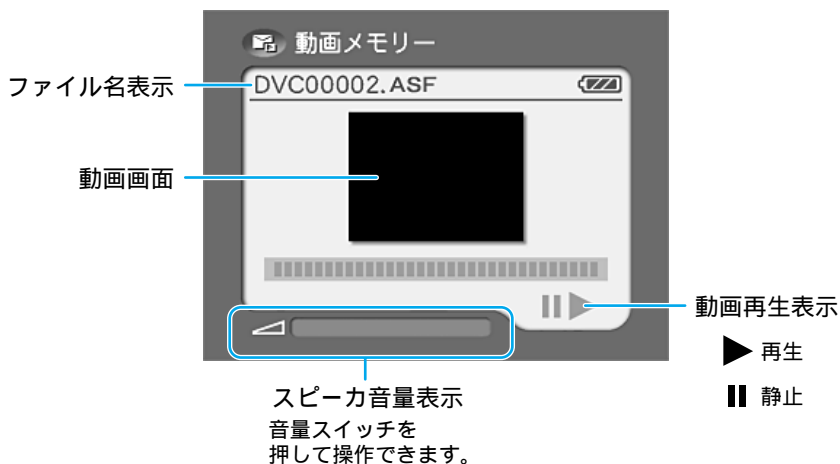 動画メモリー
ファイル名表示
DVC00002.ASF
動画画面
動画再生表示
再生
静止
スピーカ音量表示
音量スイッチを
押して操作できます。